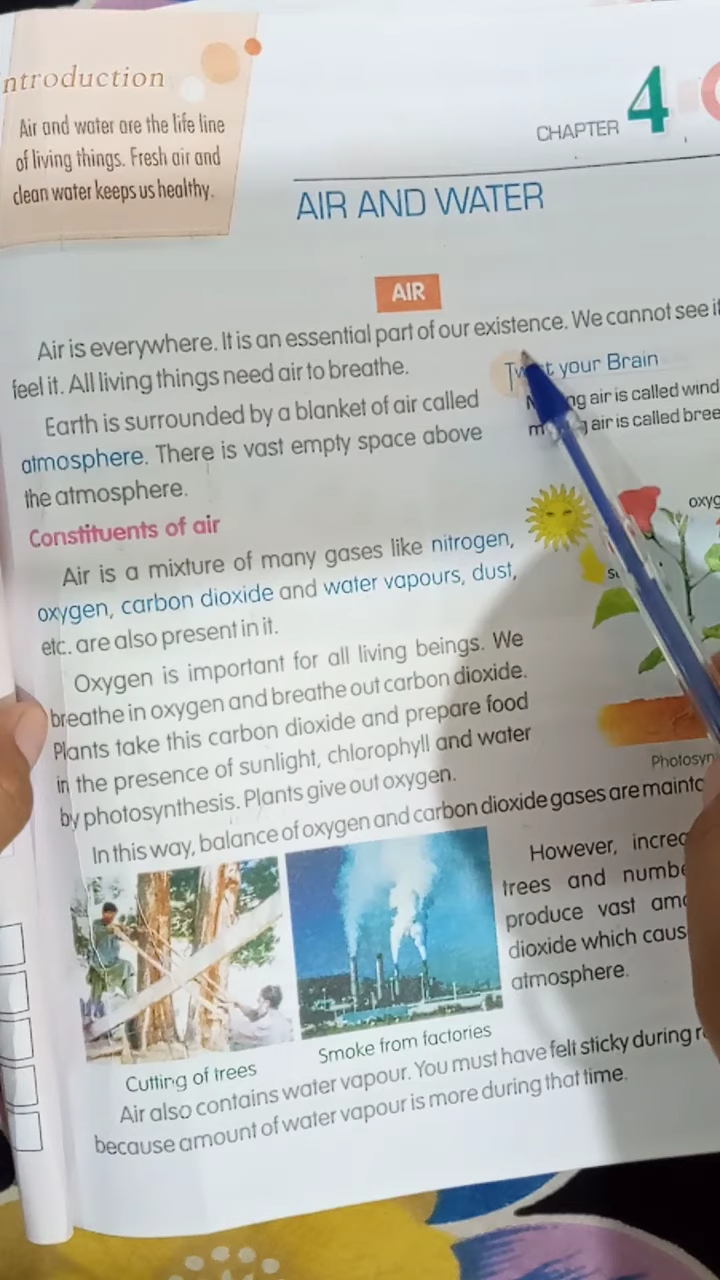 ntroduction
Air and water are the life line
of living things. Fresh air and
clean water keeps us healthy.
CHAPTER 4
AIR AND WATER
AIR
Air is everywhere. It is an essential part of our existence. We cannot see i
feel it. All living things need air to breathe.
your Brain
air is called wind
air is called bree
Earth is surrounded by a blanket of air called
atmosphere. There is vast empty space above
the atmosphere.
Constituents of air
Air is a mixture of many gases like nitrogen,
oxygen, carbon dioxide and water vapours, dust,
etc. are also present in it.
oxyg
Oxygen is important for all living beings. We
breathe in oxygen and breathe out carbon dioxide.
Plants take this carbon dioxide and prepare food
in the presence of sunlight, chlorophyll and water
by photosynthesis. Plants give out oxygen.
Photosyn
In this way, balance of oxygen and carbon dioxide gases are mainta
However, increa
trees and numbe
produce vast amo
dioxide which caus
atmosphere.
Cutting of trees
Smoke from factories
Air also contains water vapour. You must have felt sticky during r
because amount of water vapour is more during that time.